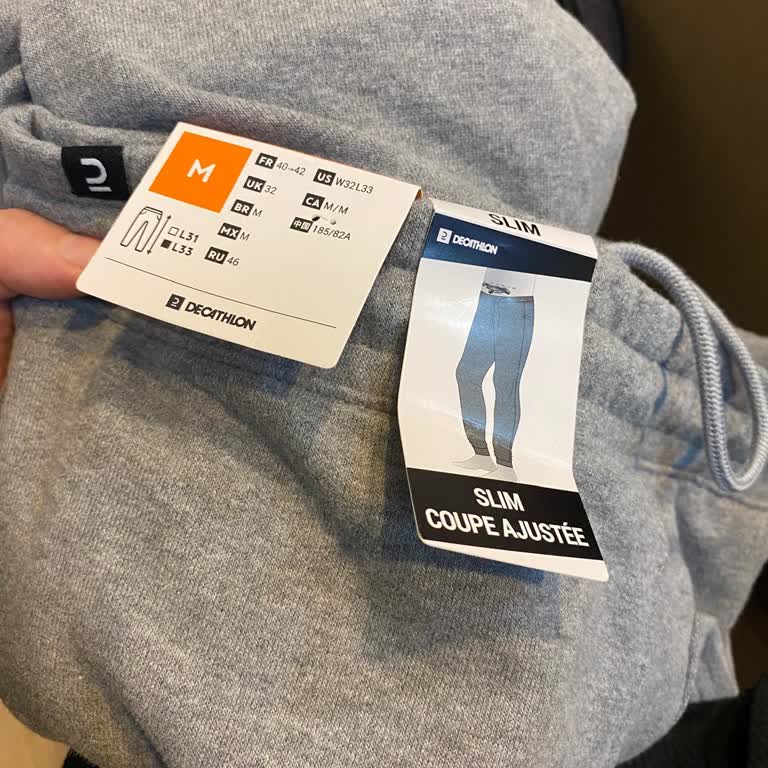 M
FR 40→42
UK 32
BR M
MX M
RU 46
US W32L33
CA M/M
中国 185/82A
L31
L33
DECATHLON
SLIM
DECATHLON
SLIM
COUPE AJUSTÉE